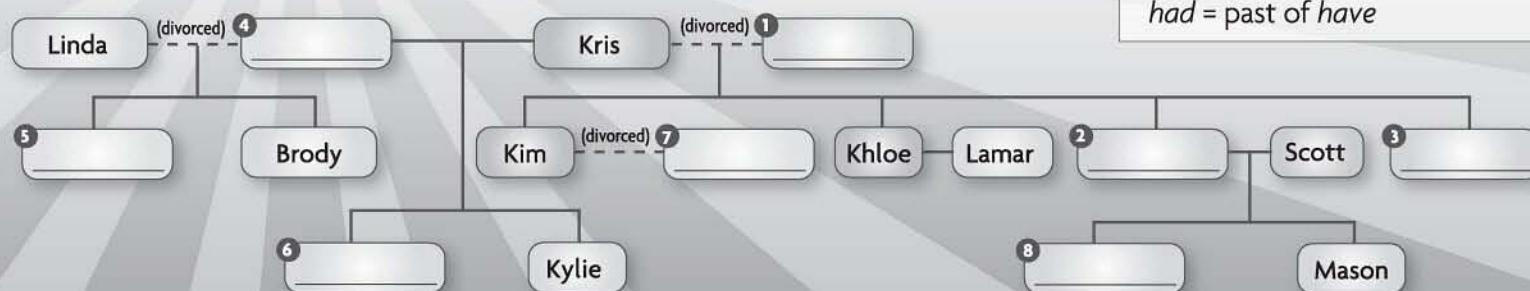 had = past of have
Linda (divorced) 4 Kris (divorced) 1
5 Brody Kim (divorced) 7 Khloe Lamar 2 Scott 3
6 Kylie 8 Mason